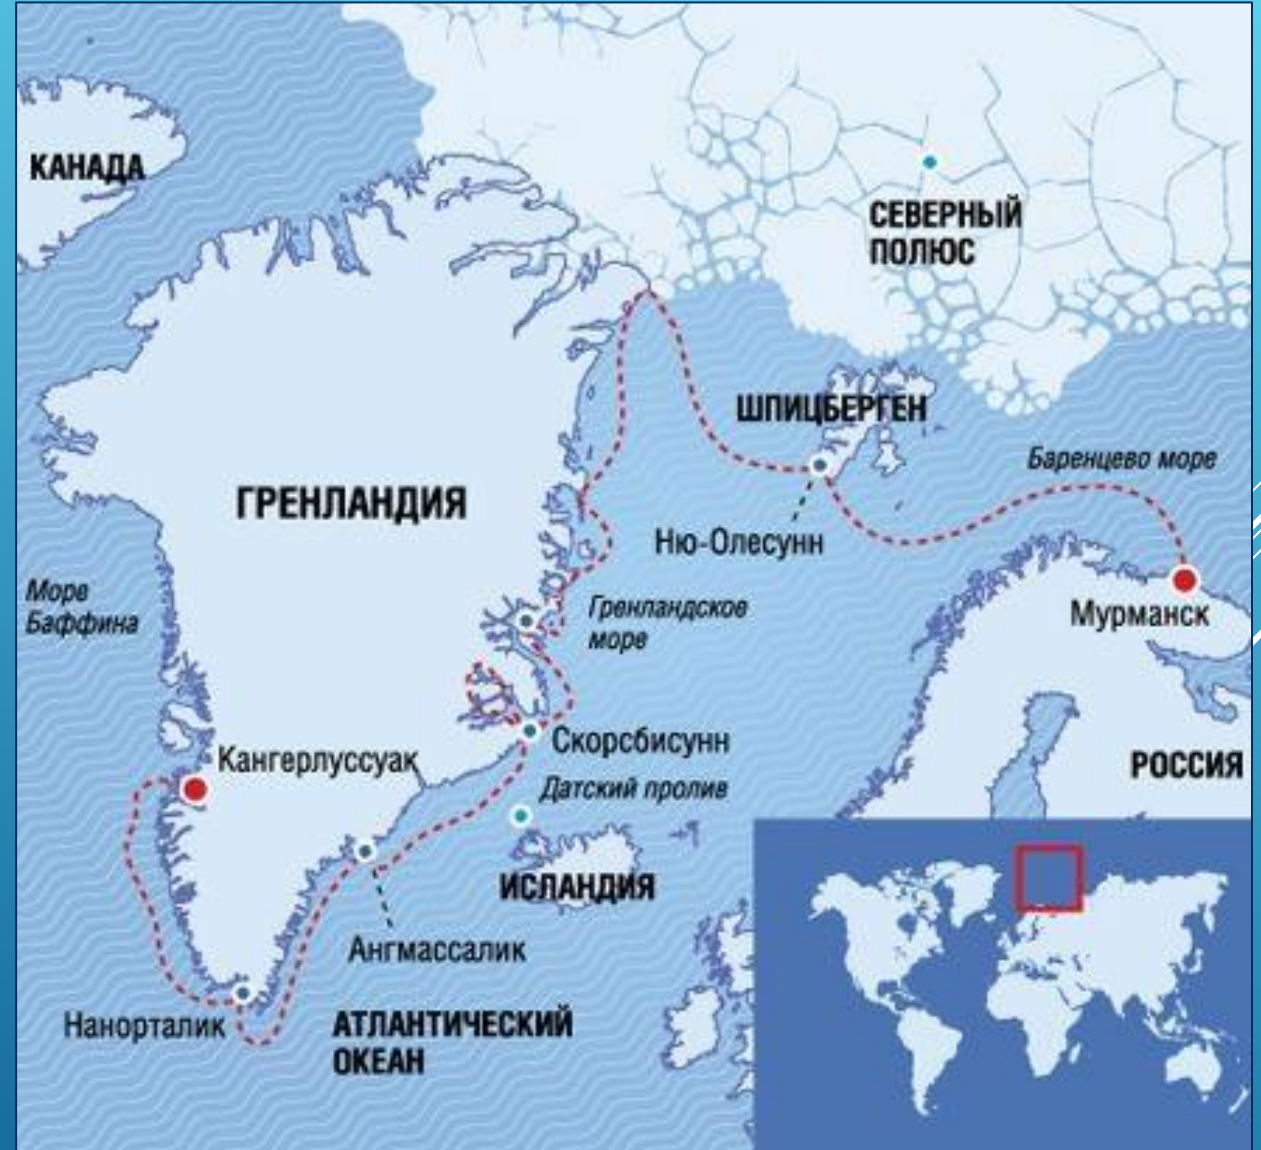 КАНАДА
СЕВЕРНЫЙ
ПОЛЮС
ШПИЦБЕРГЕН
Баренцево море
ГРЕНЛАНДИЯ
Ню-Олесунн
Море
Баффина
Гренландское
море
Мурманск
Скорсбисунн
Кангерлуссуак
РОССИЯ
Датский пролив
ИСЛАНДИЯ
Ангмассалик
Нанорталик
АТЛАНТИЧЕСКИЙ
ОКЕАН